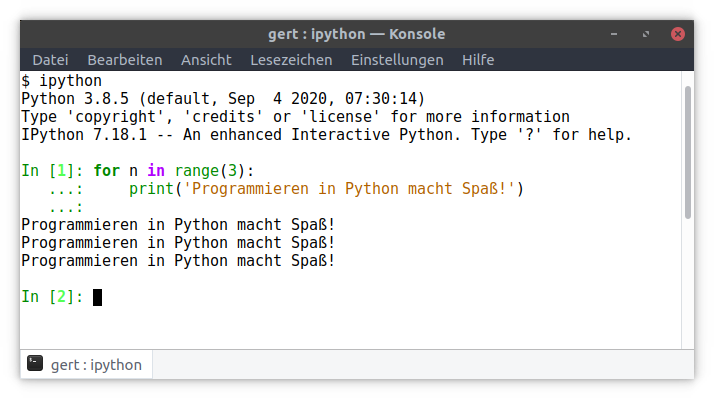 gert : ipython — Konsole
Datei Bearbeiten Ansicht Lesezeichen Einstellungen Hilfe
$ ipython
Python 3.8.5 (default, Sep  4 2020, 07:30:14)
Type 'copyright', 'credits' or 'license' for more information
IPython 7.18.1 -- An enhanced Interactive Python. Type '?' for help.
In [1]: for n in range(3):
   ...:     print('Programmieren in Python macht Spaß!')
   ...:
Programmieren in Python macht Spaß!
Programmieren in Python macht Spaß!
Programmieren in Python macht Spaß!
In [2]:
gert : ipython